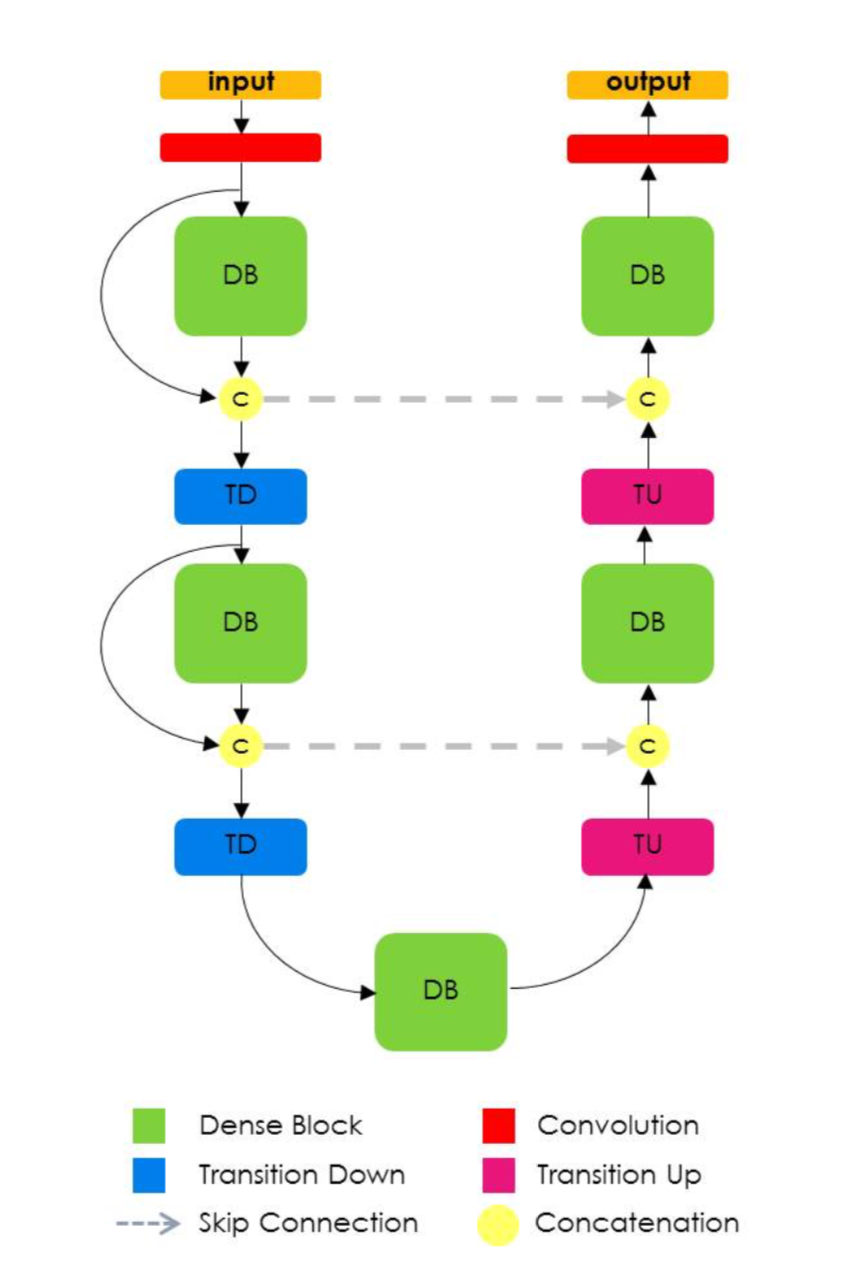 input
output
DB
DB
C
C
TD
TU
DB
DB
C
C
TD
TU
DB
Dense Block
Convolution
Transition Down
Transition Up
Skip Connection
Concatenation